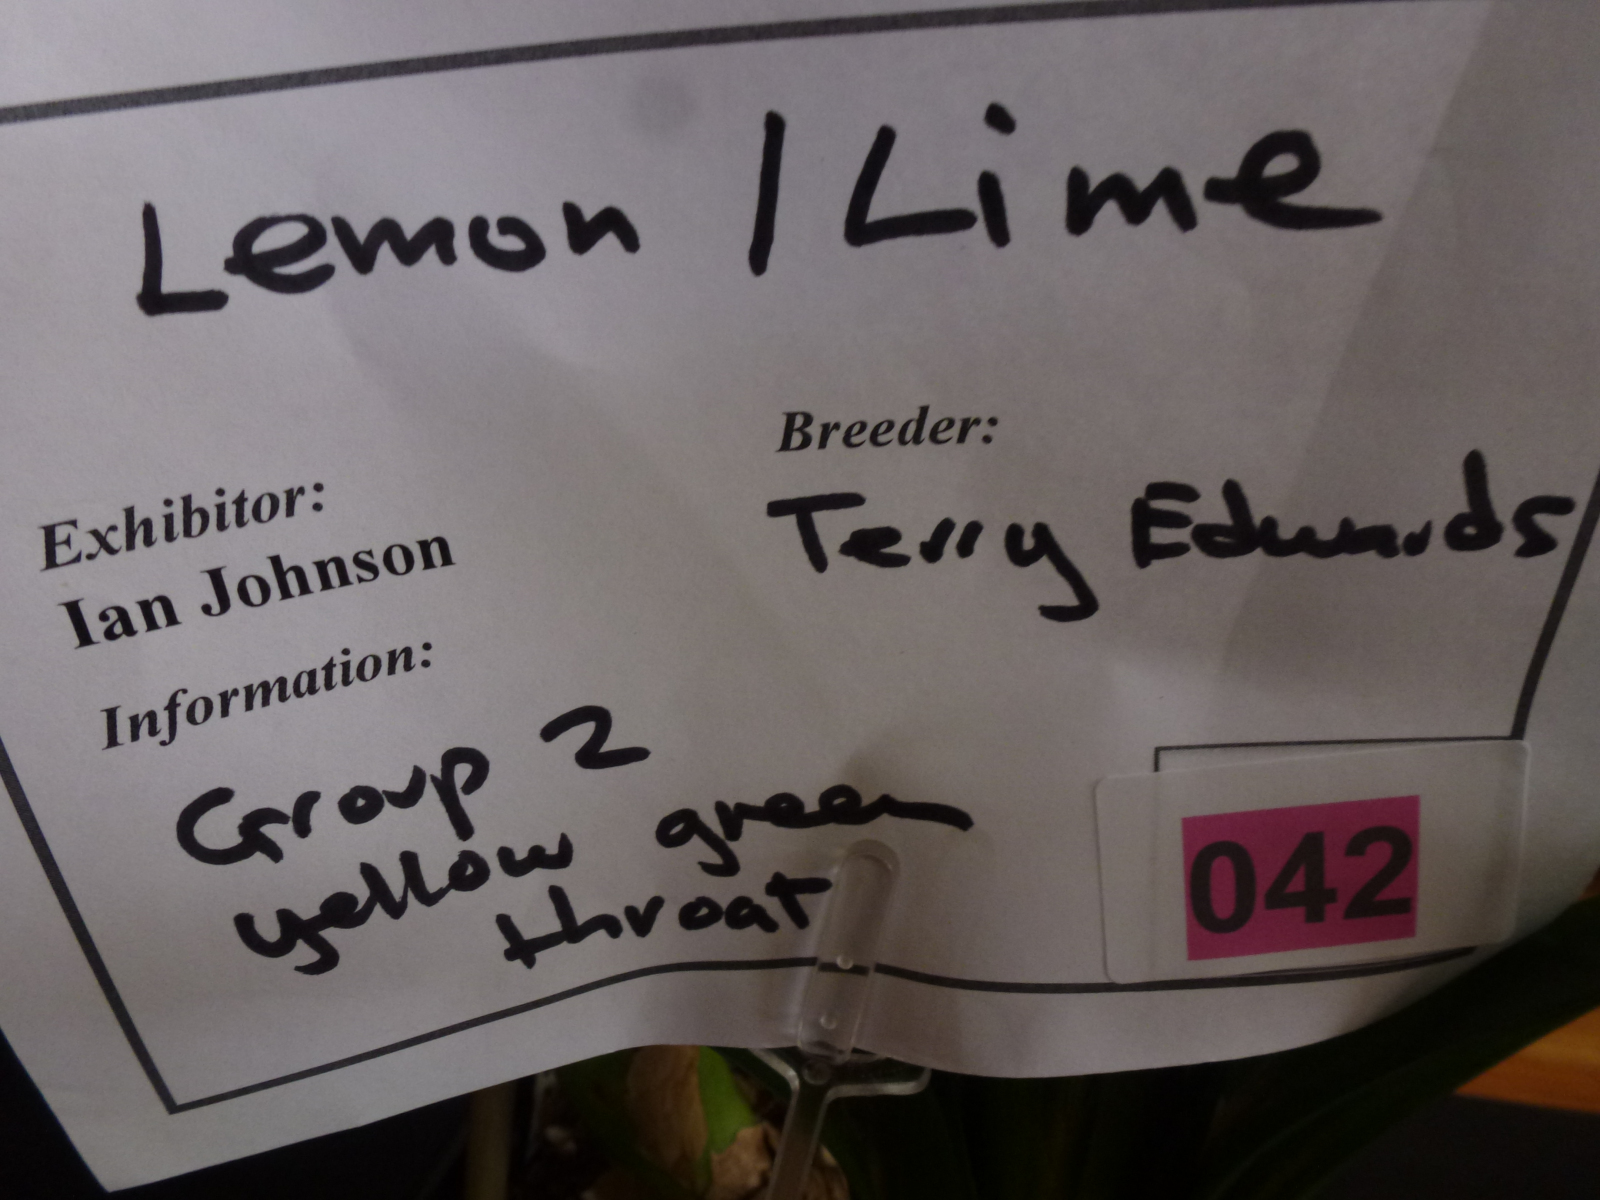 Lemon / Lime
Breeder:
Terry Edwards
Exhibitor:
Ian Johnson
Information:
Group 2
yellow green
throat
042